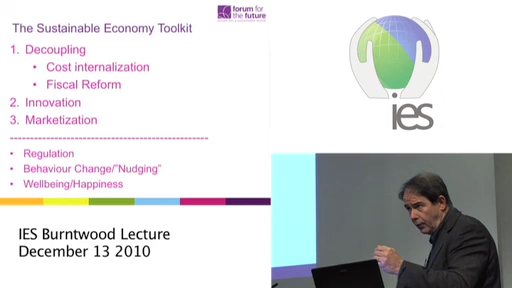 forum for
the future
The Sustainable Economy Toolkit
1. Decoupling
• Cost internalization
• Fiscal Reform
2. Innovation
3. Marketization
--------------------------------------------------
• Regulation
• Behaviour Change/"Nudging"
• Wellbeing/Happiness
ies
IES Burntwood Lecture
December 13 2010